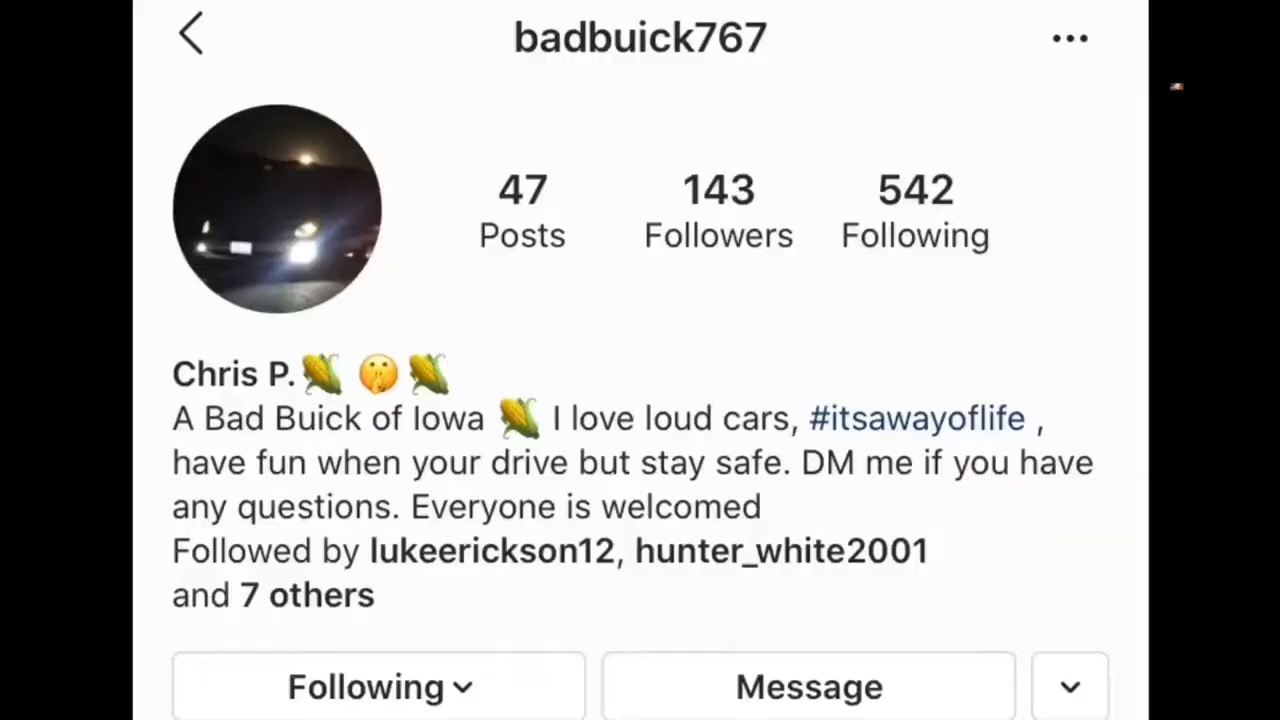 badbuick767
47 143 542
Posts Followers Following
Chris P.🌽 🤫 🌽
A Bad Buick of Iowa 🌽 I love loud cars, #itsawayoflife ,
have fun when your drive but stay safe. DM me if you have
any questions. Everyone is welcomed
Followed by lukeerickson12, hunter_white2001
and 7 others
Following Message